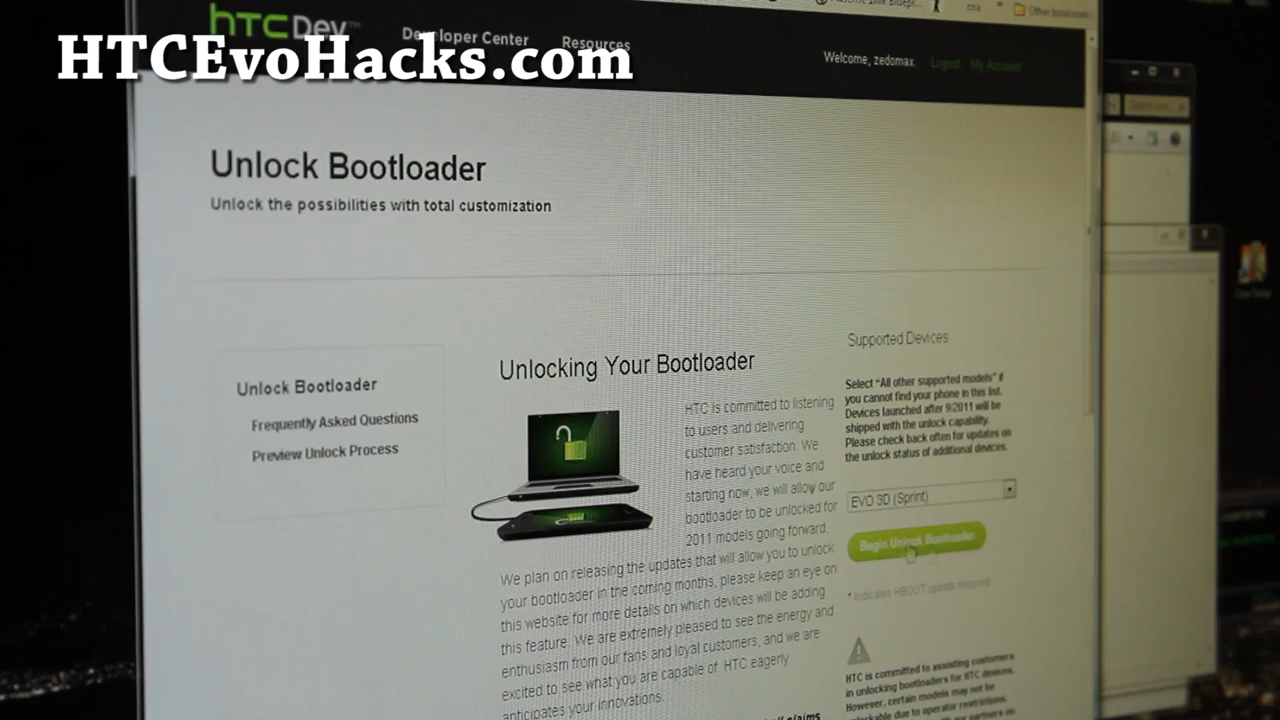 HTCEvoHacks.com
hTC Dev™
Developer Center
Resources
Other bookmarks
Welcome, zedomax.
Logout
My Account
Unlock Bootloader
Unlock the possibilities with total customization
Unlock Bootloader
Frequently Asked Questions
Preview Unlock Process
Unlocking Your Bootloader
HTC is committed to listening
to users and delivering
customer satisfaction. We
have heard your voice and
starting now, we will allow our
bootloader to be unlocked for
2011 models going forward.
We plan on releasing the updates that will allow you to unlock
your bootloader in the coming months, please keep an eye on
this website for more details on which devices will be adding
this feature. We are extremely pleased to see the energy and
enthusiasm from our fans and loyal customers, and we are
excited to see what you are capable of. HTC eagerly
anticipates your innovations.
Supported Devices
Select "All other supported models" if
you cannot find your phone in this list.
Devices launched after 9/2011 will be
shipped with the unlock capability.
Please check back often for updates on
the unlock status of additional devices.
EVO 3D (Sprint)
Begin Unlock Bootloader
* Indicates HBOOT update required
HTC is committed to assisting customers
in unlocking bootloaders for HTC devices.
However, certain models may not be
due to operator restrictions.